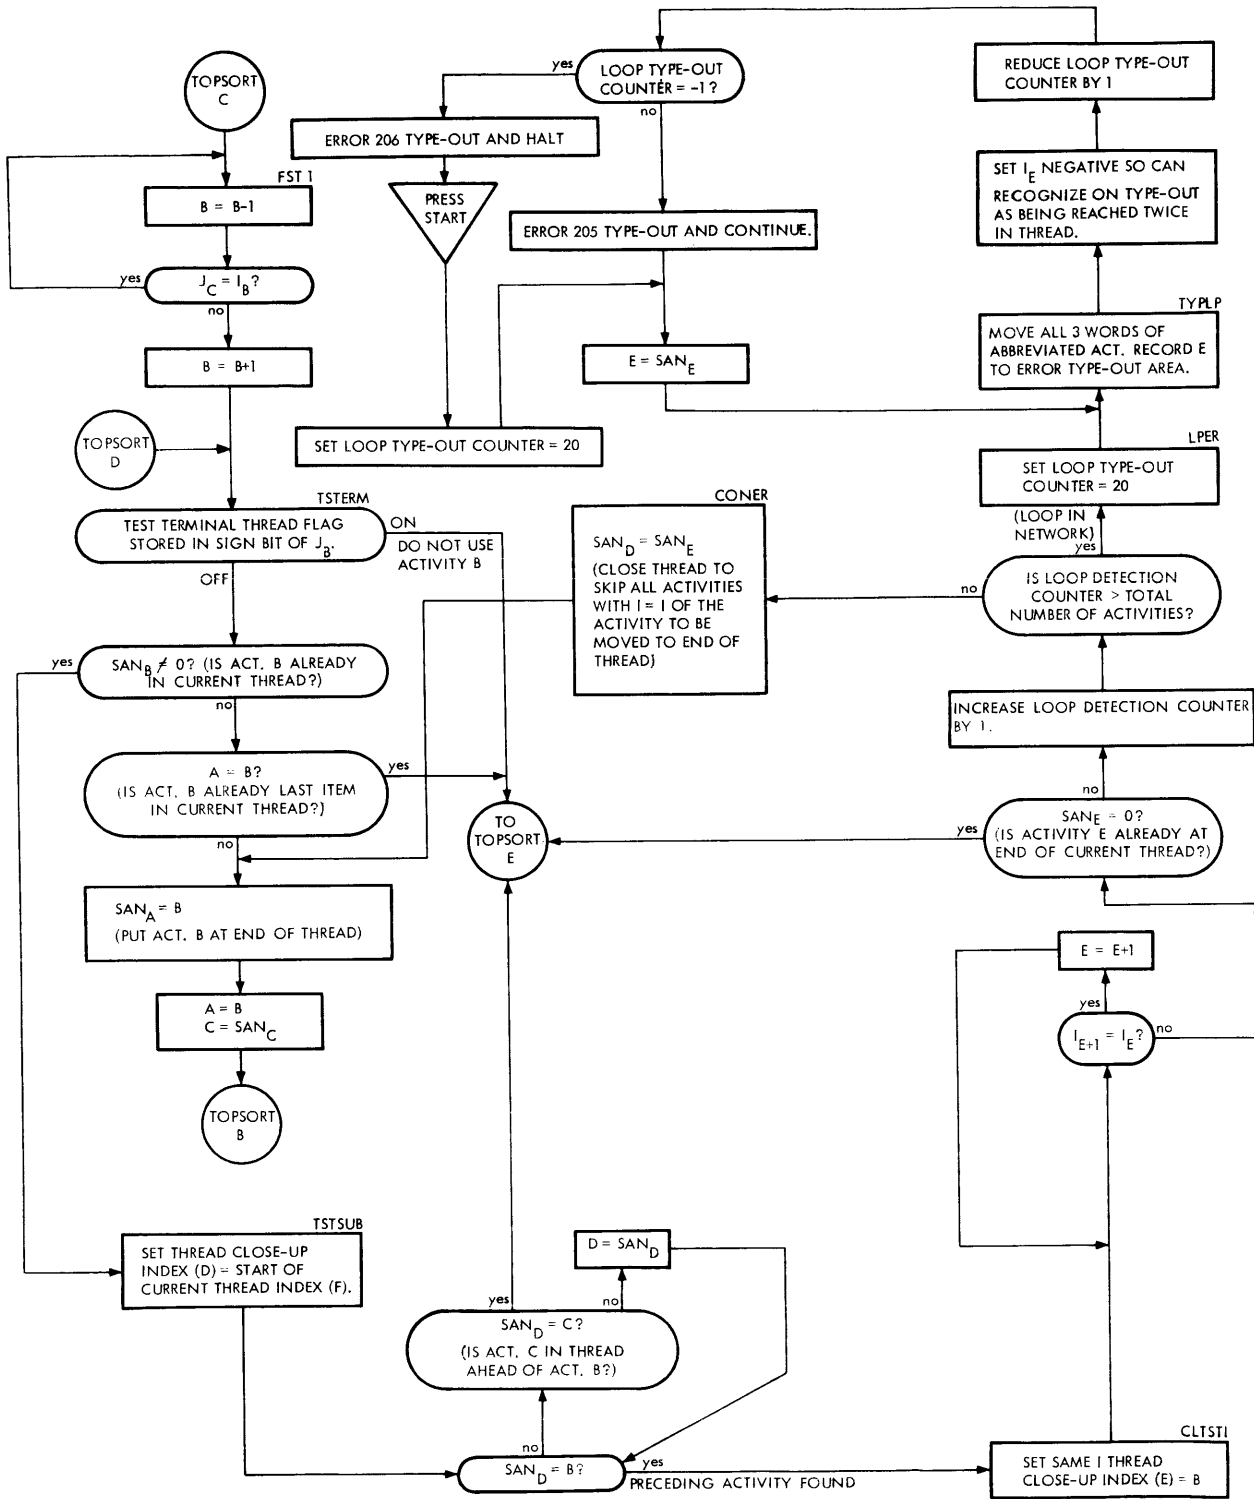 TOPSORT
C
FST 1
B = B-1
yes
J_C = I_B?
no
B = B+1
TOPSORT
D
TSTERM
TEST TERMINAL THREAD FLAG
STORED IN SIGN BIT OF J_B.
ON
DO NOT USE
ACTIVITY B
OFF
yes
SAN_B ≠ 0? (IS ACT. B ALREADY
IN CURRENT THREAD?)
no
A = B?
(IS ACT. B ALREADY LAST ITEM
IN CURRENT THREAD?)
yes
no
SAN_A = B
(PUT ACT. B AT END OF THREAD)
A = B
C = SAN_C
TOPSORT
B
TSTSUB
SET THREAD CLOSE-UP
INDEX (D) = START OF
CURRENT THREAD INDEX (F).
yes
LOOP TYPE-OUT
COUNTER = -1?
no
ERROR 206 TYPE-OUT AND HALT
PRESS
START
ERROR 205 TYPE-OUT AND CONTINUE.
E = SAN_E
SET LOOP TYPE-OUT COUNTER = 20
CONER
SAN_D = SAN_E
(CLOSE THREAD TO
SKIP ALL ACTIVITIES
WITH I = I OF THE
ACTIVITY TO BE
MOVED TO END OF
THREAD)
TO
TOPSORT
E
D = SAN_D
yes
no
SAN_D = C?
(IS ACT. C IN THREAD
AHEAD OF ACT. B?)
no
SAN_D = B?
yes
PRECEDING ACTIVITY FOUND
REDUCE LOOP TYPE-OUT
COUNTER BY 1
SET I_E NEGATIVE SO CAN
RECOGNIZE ON TYPE-OUT
AS BEING REACHED TWICE
IN THREAD.
TYPLP
MOVE ALL 3 WORDS OF
ABBREVIATED ACT. RECORD E
TO ERROR TYPE-OUT AREA.
LPER
SET LOOP TYPE-OUT
COUNTER = 20
(LOOP IN
NETWORK)
yes
no
IS LOOP DETECTION
COUNTER > TOTAL
NUMBER OF ACTIVITIES?
INCREASE LOOP DETECTION COUNTER
BY 1.
no
yes
SAN_E = 0?
(IS ACTIVITY E ALREADY AT
END OF CURRENT THREAD?)
E = E+1
yes
I_E+1 = I_E?
no
CLTSTI
SET SAME I THREAD
CLOSE-UP INDEX (E) = B